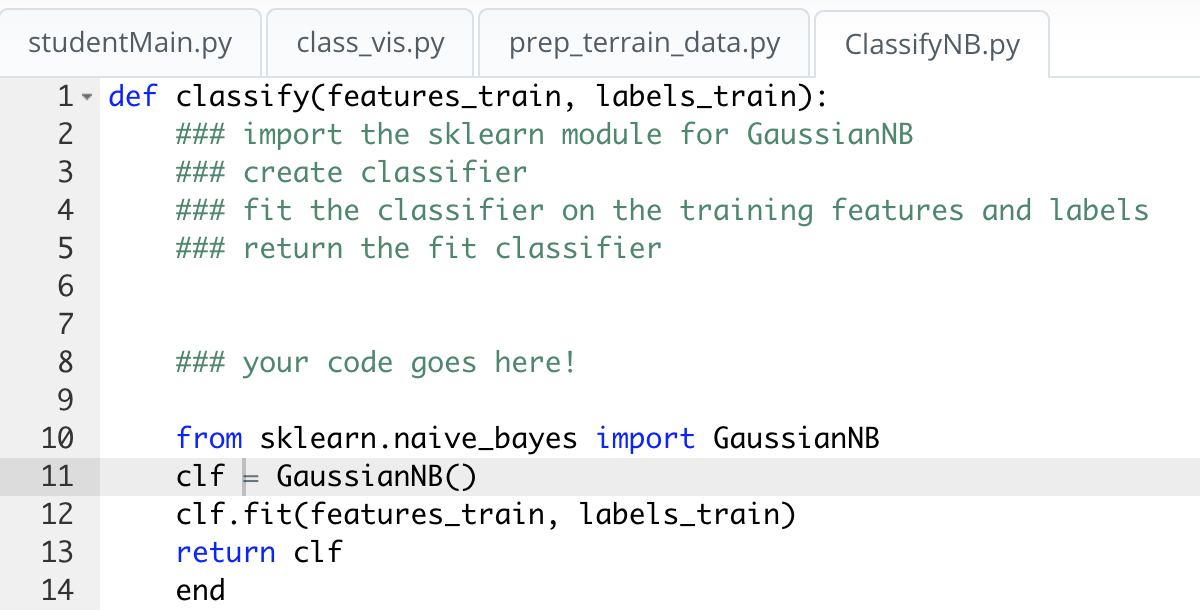 studentMain.py class_vis.py prep_terrain_data.py ClassifyNB.py
1 def classify(features_train, labels_train):
2 ### import the sklearn module for GaussianNB
3 ### create classifier
4 ### fit the classifier on the training features and labels
5 ### return the fit classifier
6
7
8 ### your code goes here!
9
10 from sklearn.naive_bayes import GaussianNB
11 clf = GaussianNB()
12 clf.fit(features_train, labels_train)
13 return clf
14 end